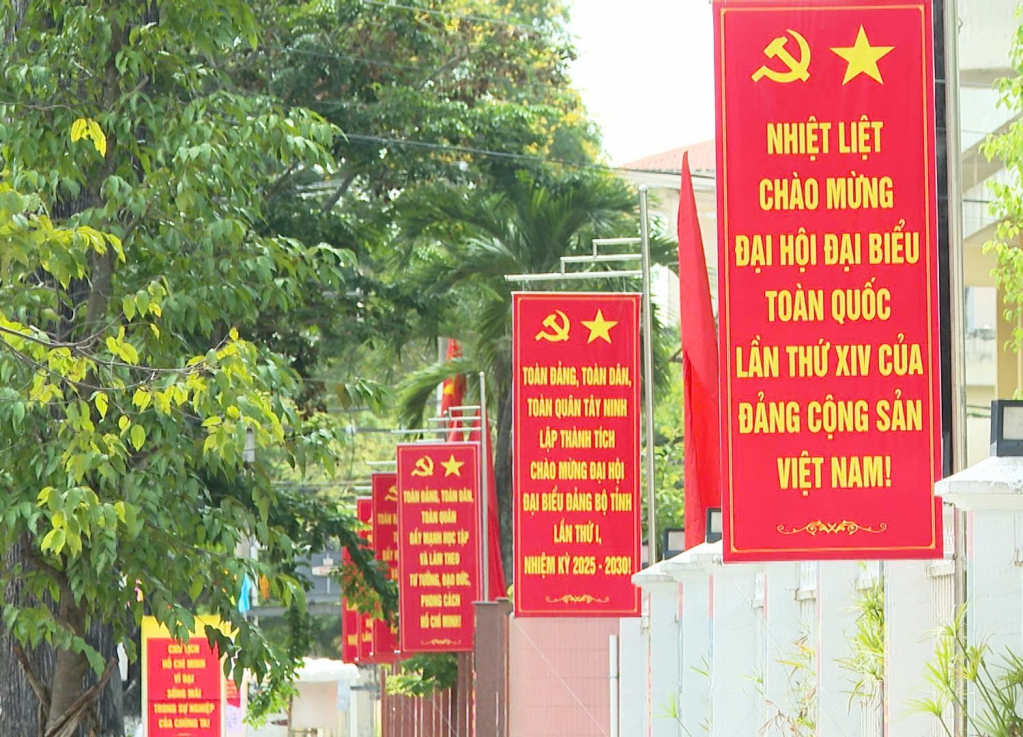 NHIỆT LIỆT
CHÀO MỪNG
ĐẠI HỘI ĐẠI BIỂU
TOÀN QUỐC
LẦN THỨ XIV CỦA
ĐẢNG CỘNG SẢN
VIỆT NAM!
TOÀN ĐẢNG, TOÀN DÂN,
TOÀN QUÂN TÂY NINH
LẬP THÀNH TÍCH
CHÀO MỪNG ĐẠI HỘI
ĐẠI BIỂU ĐẢNG BỘ TỈNH
LẦN THỨ I,
NHIỆM KỲ 2025 - 2030!
TOÀN ĐẢNG, TOÀN DÂN,
TOÀN QUÂN
ĐẨY MẠNH HỌC TẬP
VÀ LÀM THEO
TƯ TƯỞNG, ĐẠO ĐỨC,
PHONG CÁCH
HỒ CHÍ MINH!
CHỦ TỊCH
HỒ CHÍ MINH
VĨ ĐẠI
SỐNG MÃI
TRONG SỰ NGHIỆP
CỦA CHÚNG TA!